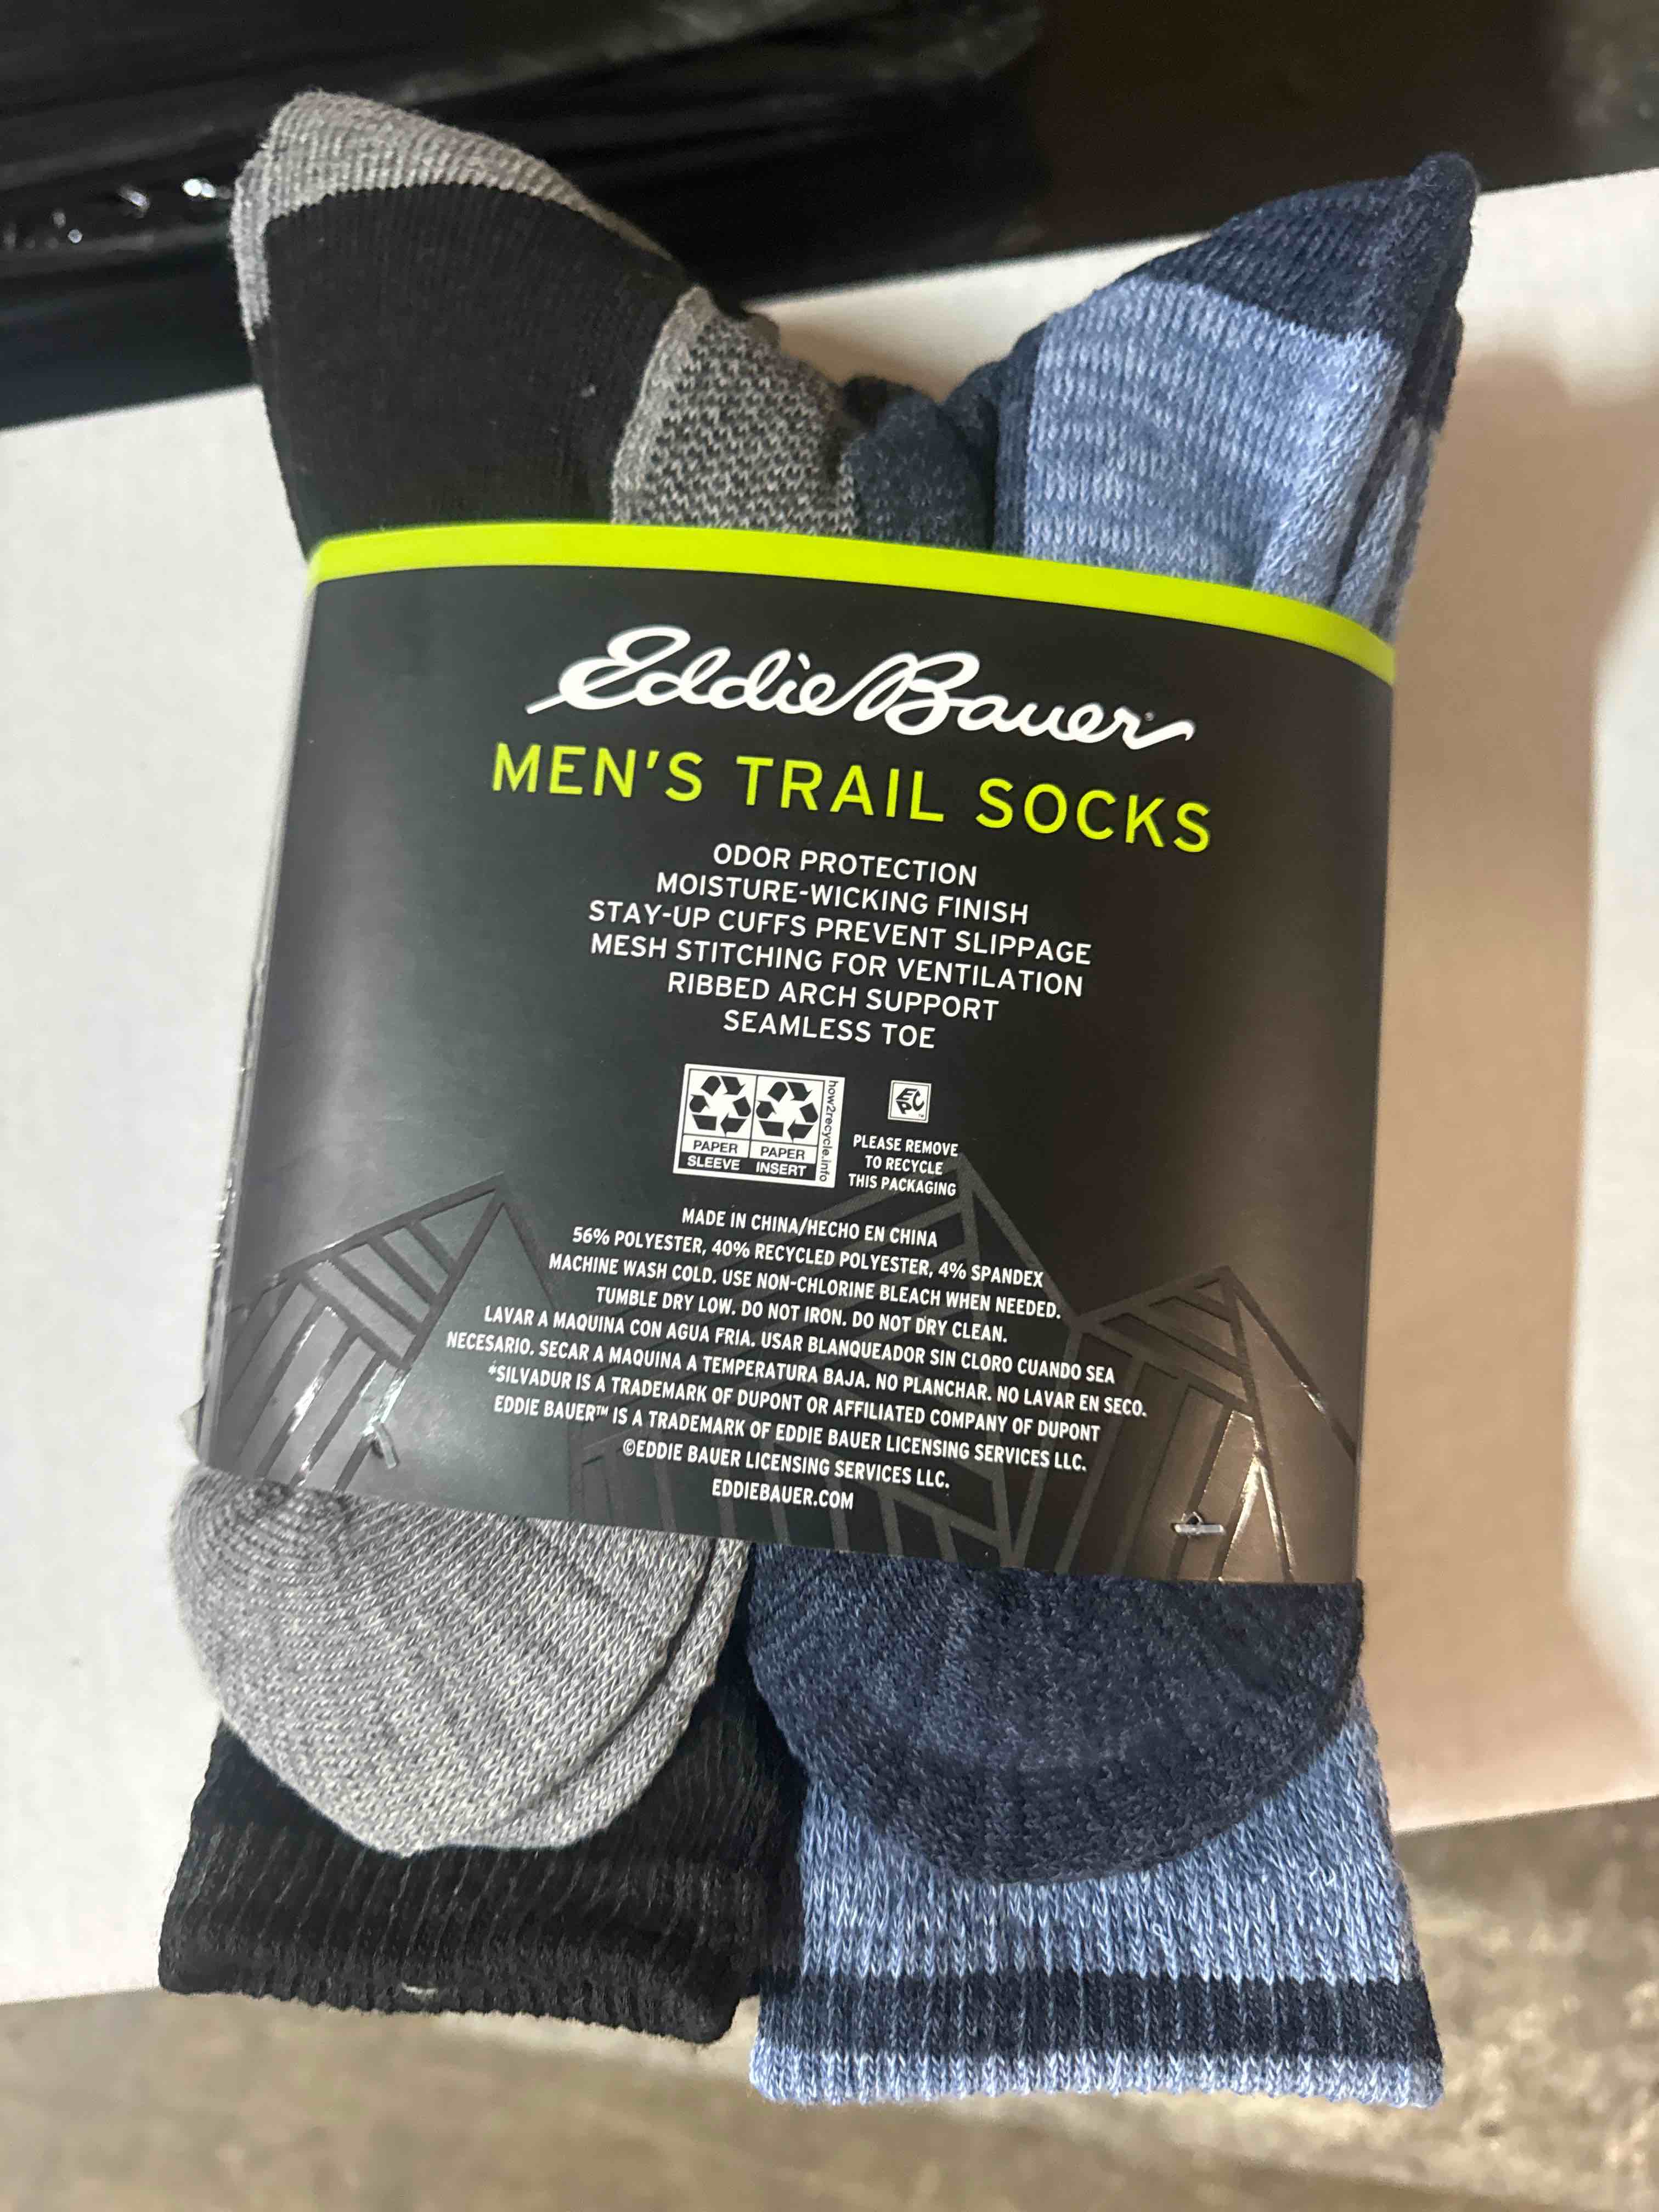 Eddie Bauer
MEN'S TRAIL SOCKS
ODOR PROTECTION
MOISTURE-WICKING FINISH
STAY-UP CUFFS PREVENT SLIPPAGE
MESH STITCHING FOR VENTILATION
RIBBED ARCH SUPPORT
SEAMLESS TOE
PAPER PAPER
SLEEVE INSERT
how2recycle.info
PLEASE REMOVE
TO RECYCLE
THIS PACKAGING
MADE IN CHINA/HECHO EN CHINA
56% POLYESTER, 40% RECYCLED POLYESTER, 4% SPANDEX
MACHINE WASH COLD. USE NON-CHLORINE BLEACH WHEN NEEDED.
TUMBLE DRY LOW. DO NOT IRON. DO NOT DRY CLEAN.
LAVAR A MAQUINA CON AGUA FRIA. USAR BLANQUEADOR SIN CLORO CUANDO SEA
NECESARIO. SECAR A MAQUINA A TEMPERATURA BAJA. NO PLANCHAR. NO LAVAR EN SECO.
*SILVADUR IS A TRADEMARK OF DUPONT OR AFFILIATED COMPANY OF DUPONT
EDDIE BAUER™ IS A TRADEMARK OF EDDIE BAUER LICENSING SERVICES LLC.
©EDDIE BAUER LICENSING SERVICES LLC.
EDDIEBAUER.COM